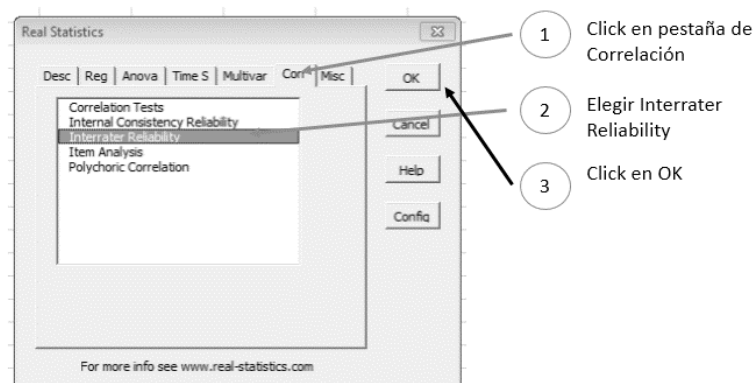 Real Statistics
Desc Reg Anova Time S Multivar Corr Misc
Correlation Tests
Internal Consistency Reliability
Interrater Reliability
Item Analysis
Polychoric Correlation
OK
Cancel
Help
Config
For more info see www.real-statistics.com
1
Click en pestaña de
Correlación
2
Elegir Interrater
Reliability
3
Click en OK